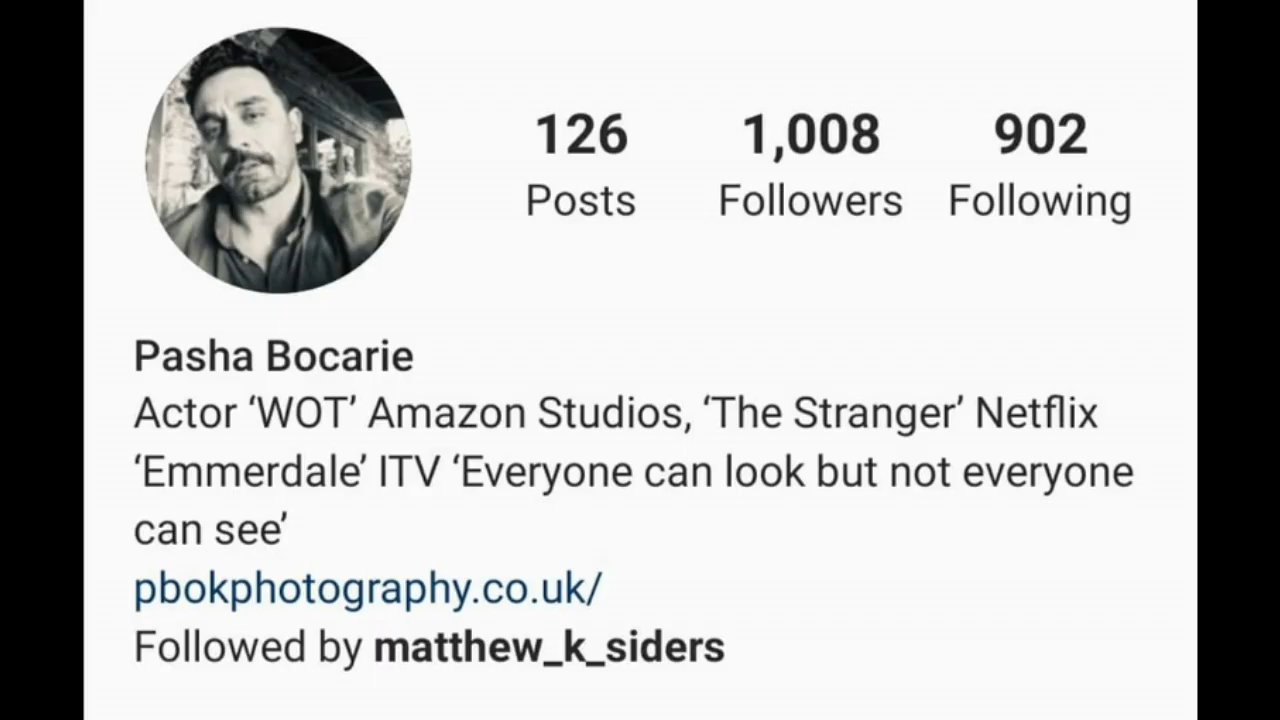 126 1,008 902
Posts Followers Following
Pasha Bocarie
Actor ‘WOT’ Amazon Studios, ‘The Stranger’ Netflix
‘Emmerdale’ ITV ‘Everyone can look but not everyone
can see’
pbokphotography.co.uk/
Followed by matthew_k_siders